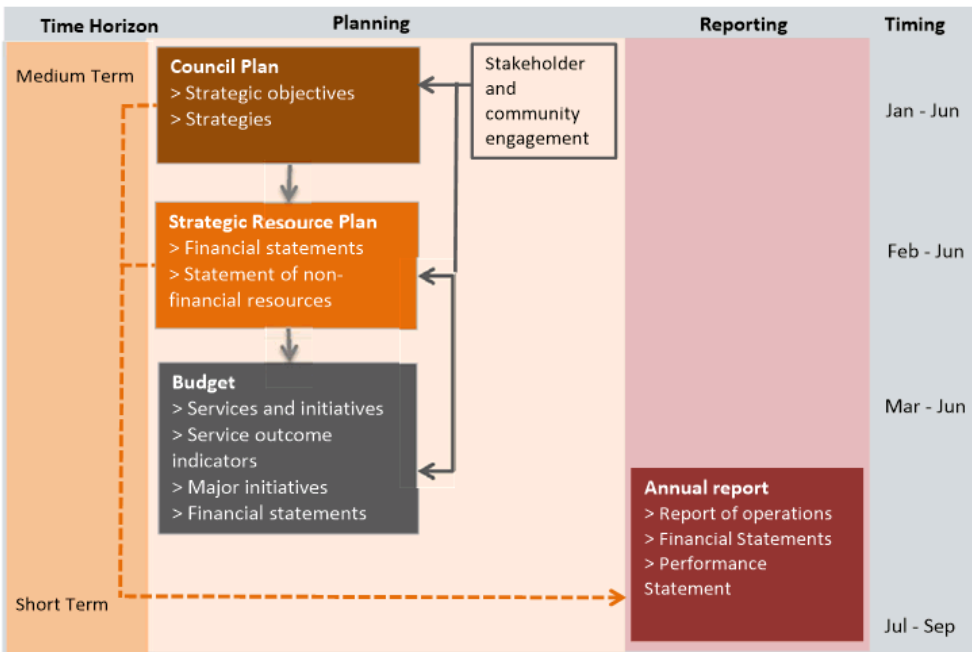 Time Horizon
Planning
Reporting
Timing
Medium Term
Council Plan
> Strategic objectives
> Strategies
Stakeholder
and
community
engagement
Jan - Jun
Strategic Resource Plan
> Financial statements
> Statement of non-
financial resources
Feb - Jun
Budget
> Services and initiatives
> Service outcome
indicators
> Major initiatives
> Financial statements
Mar - Jun
Annual report
> Report of operations
> Financial Statements
> Performance
Statement
Short Term
Jul - Sep